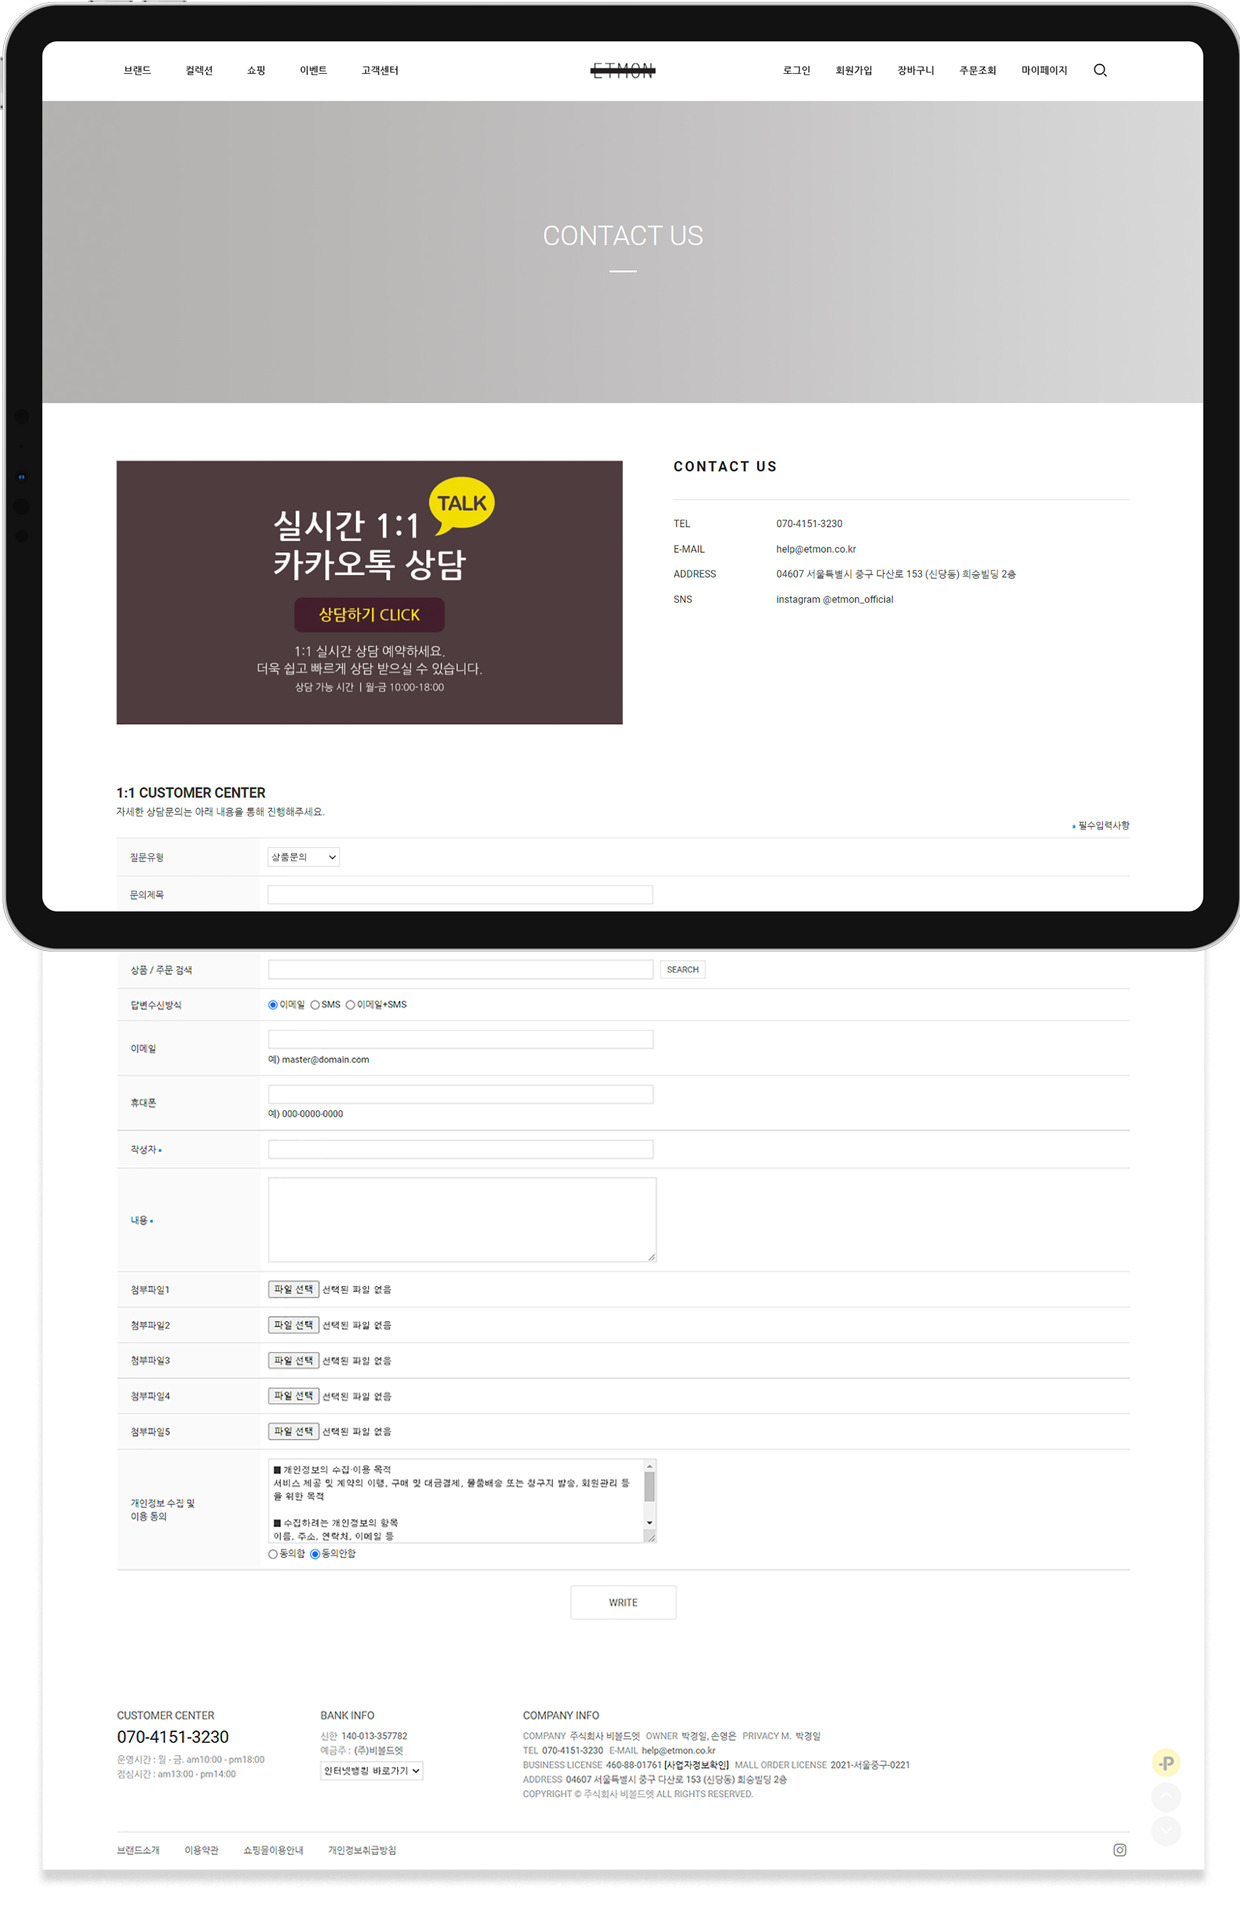 브랜드 컬렉션 쇼핑 이벤트 고객센터 ETMON 로그인 회원가입 장바구니 주문조회 마이페이지
CONTACT US
TALK
실시간 1:1
카카오톡 상담
상담하기 CLICK
1:1 실시간 상담 예약하세요.
더욱 쉽고 빠르게 상담 받으실 수 있습니다.
상담 가능 시간 ㅣ월-금 10:00-18:00
CONTACT US
TEL 070-4151-3230
E-MAIL help@etmon.co.kr
ADDRESS 04607 서울특별시 중구 다산로 153 (신당동) 희승빌딩 2층
SNS instagram @etmon_official
1:1 CUSTOMER CENTER
자세한 상담문의는 아래 내용을 통해 진행해주세요.
필수입력사항
질문유형 상품문의
문의제목
상품 / 주문 검색 SEARCH
답변수신방식 이메일 SMS 이메일+SMS
이메일
예) master@domain.com
휴대폰
예) 000-0000-0000
작성자
내용
첨부파일1 파일 선택 선택된 파일 없음
첨부파일2 파일 선택 선택된 파일 없음
첨부파일3 파일 선택 선택된 파일 없음
첨부파일4 파일 선택 선택된 파일 없음
첨부파일5 파일 선택 선택된 파일 없음
개인정보 수집 및
이용 동의
■ 개인정보의 수집·이용 목적
서비스 제공 및 계약의 이행, 구매 및 대금결제, 물품배송 또는 청구지 발송, 회원관리 등
을 위한 목적
■ 수집하려는 개인정보의 항목
이름, 주소, 연락처, 이메일 등
동의함 동의안함
WRITE
CUSTOMER CENTER
070-4151-3230
운영시간 : 월 - 금. am10:00 - pm18:00
점심시간 : am13:00 - pm14:00
BANK INFO
신한 140-013-357782
예금주 : (주)비볼드엣
인터넷뱅킹 바로가기
COMPANY INFO
COMPANY 주식회사 비볼드엣 OWNER 박경일, 손영은 PRIVACY M. 박경일
TEL 070-4151-3230 E-MAIL help@etmon.co.kr
BUSINESS LICENSE 460-88-01761 [사업자정보확인] MALL ORDER LICENSE 2021-서울중구-0221
ADDRESS 04607 서울특별시 중구 다산로 153 (신당동) 희승빌딩 2층
COPYRIGHT © 주식회사 비볼드엣 ALL RIGHTS RESERVED.
-P
브랜드소개 이용약관 쇼핑몰이용안내 개인정보취급방침